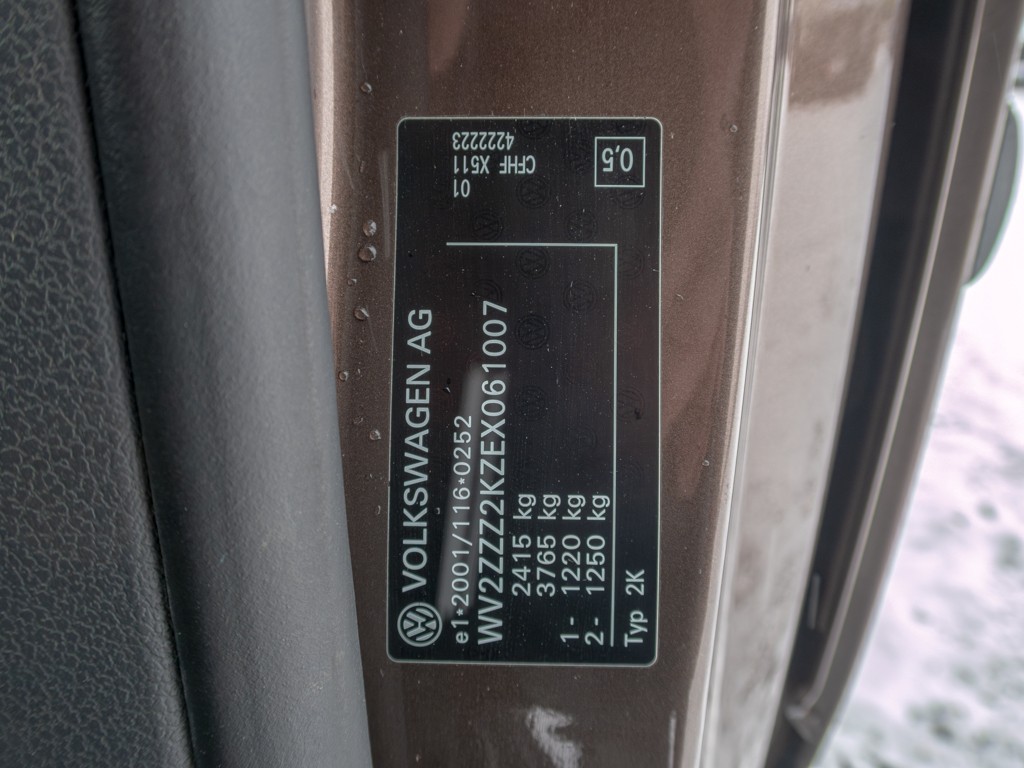 VOLKSWAGEN AG
e1*2001/116*0252
WV2ZZZ2KZEX061007
2415 kg
3765 kg
1- 1220 kg
2- 1250 kg
Typ 2K
01
CFHF X511
4222223
0,5